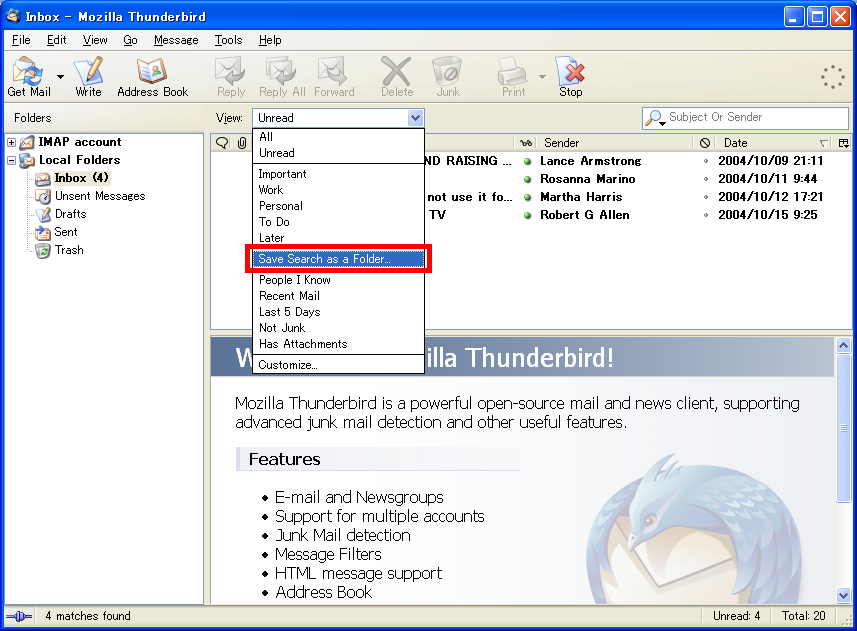 Inbox - Mozilla Thunderbird
File Edit View Go Message Tools Help
Get Mail Write Address Book Reply Reply All Forward Delete Junk Print Stop
Folders
View: Unread
Subject Or Sender
IMAP account
Local Folders
Inbox (4)
Unsent Messages
Drafts
Sent
Trash
All
Unread
Important
Work
Personal
To Do
Later
Save Search as a Folder...
People I Know
Recent Mail
Last 5 Days
Not Junk
Has Attachments
Customize...
Sender Date
ND RAISING ... Lance Armstrong 2004/10/09 21:11
Rosanna Marino 2004/10/11 9:44
not use it fo... Martha Harris 2004/10/12 17:21
TV Robert G Allen 2004/10/15 9:25
W illa Thunderbird!
Mozilla Thunderbird is a powerful open-source mail and news client, supporting
advanced junk mail detection and other useful features.
Features
• E-mail and Newsgroups
• Support for multiple accounts
• Junk Mail detection
• Message Filters
• HTML message support
• Address Book
4 matches found
Unread: 4 Total: 20